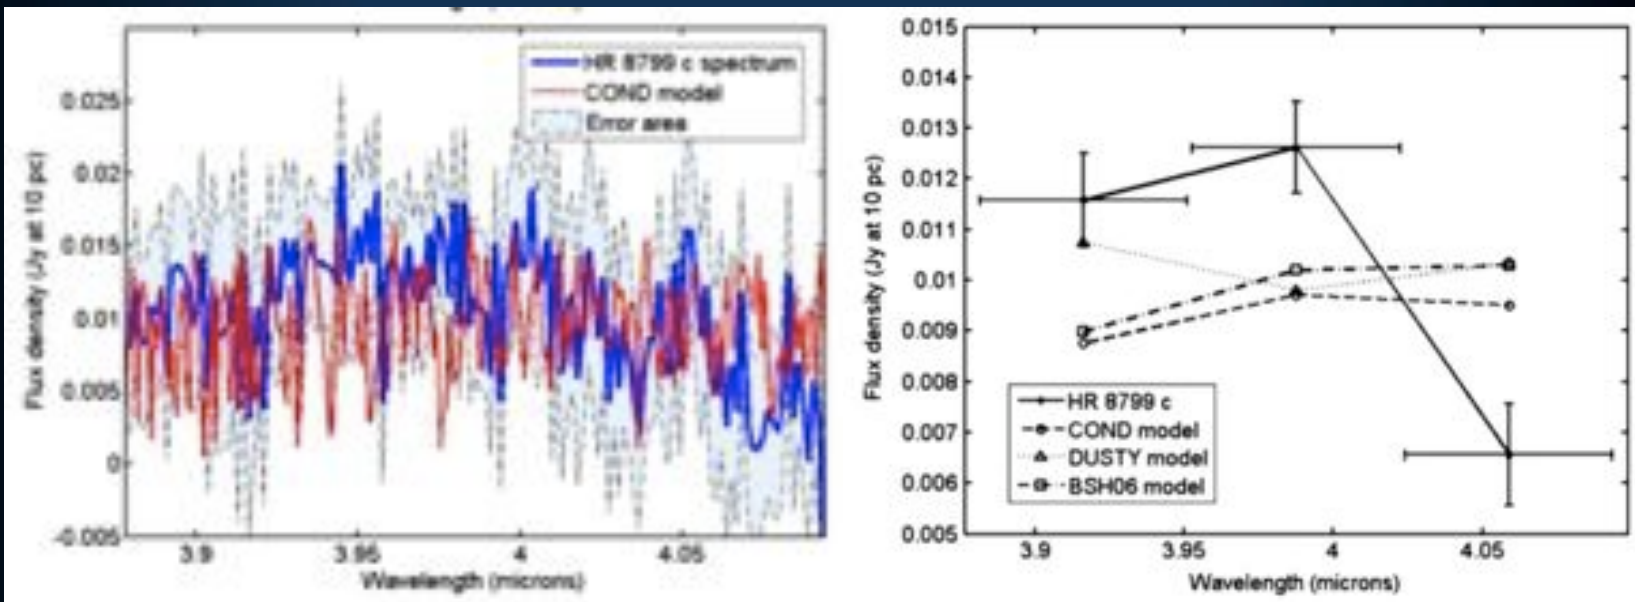 HR 8799 c spectrum
COND model
Error area
0.025
0.02
0.015
0.01
0.005
0
-0.005
Flux density (Jy at 10 pc)
3.9
3.95
4
4.05
Wavelength (microns)
0.015
0.014
0.013
0.012
0.011
0.01
0.009
0.008
0.007
0.006
0.005
Flux density (Jy at 10 pc)
HR 8799 c
COND model
DUSTY model
BSH06 model
3.9
3.95
4
4.05
Wavelength (microns)